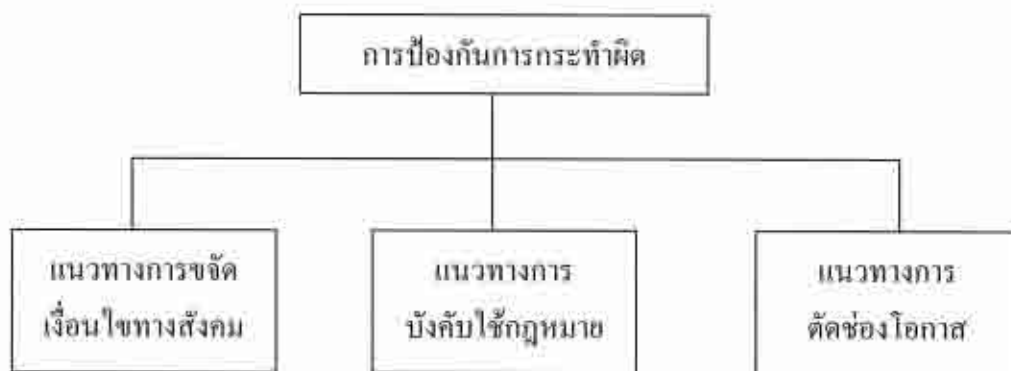 การป้องกันการกระทำผิด
แนวทางการขจัด
เงื่อนไขทางสังคม
แนวทางการ
บังคับใช้กฎหมาย
แนวทางการ
ตัดช่องโอกาส